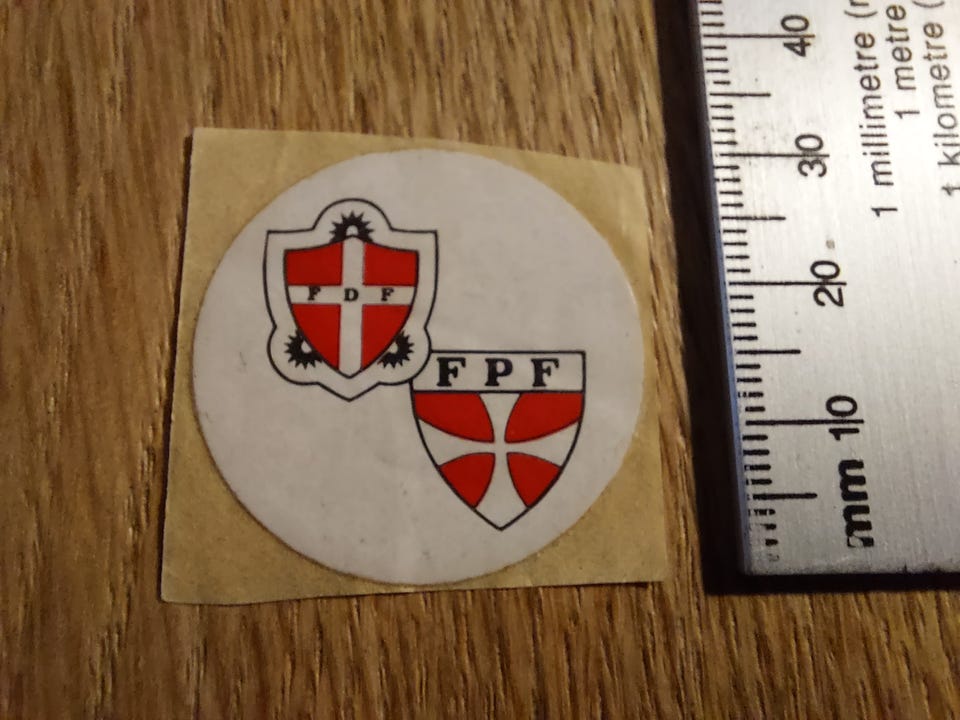 F D F
FPF
40
30
20
10
mm
1 millimetre (
1 metre
1 kilometre (